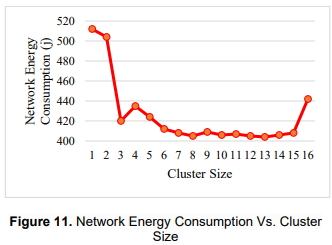 520
500
480
460
440
420
400
Network Energy
Consumption (j)
1 2 3 4 5 6 7 8 9 10 11 12 13 14 15 16
Cluster Size
Figure 11. Network Energy Consumption Vs. Cluster
Size